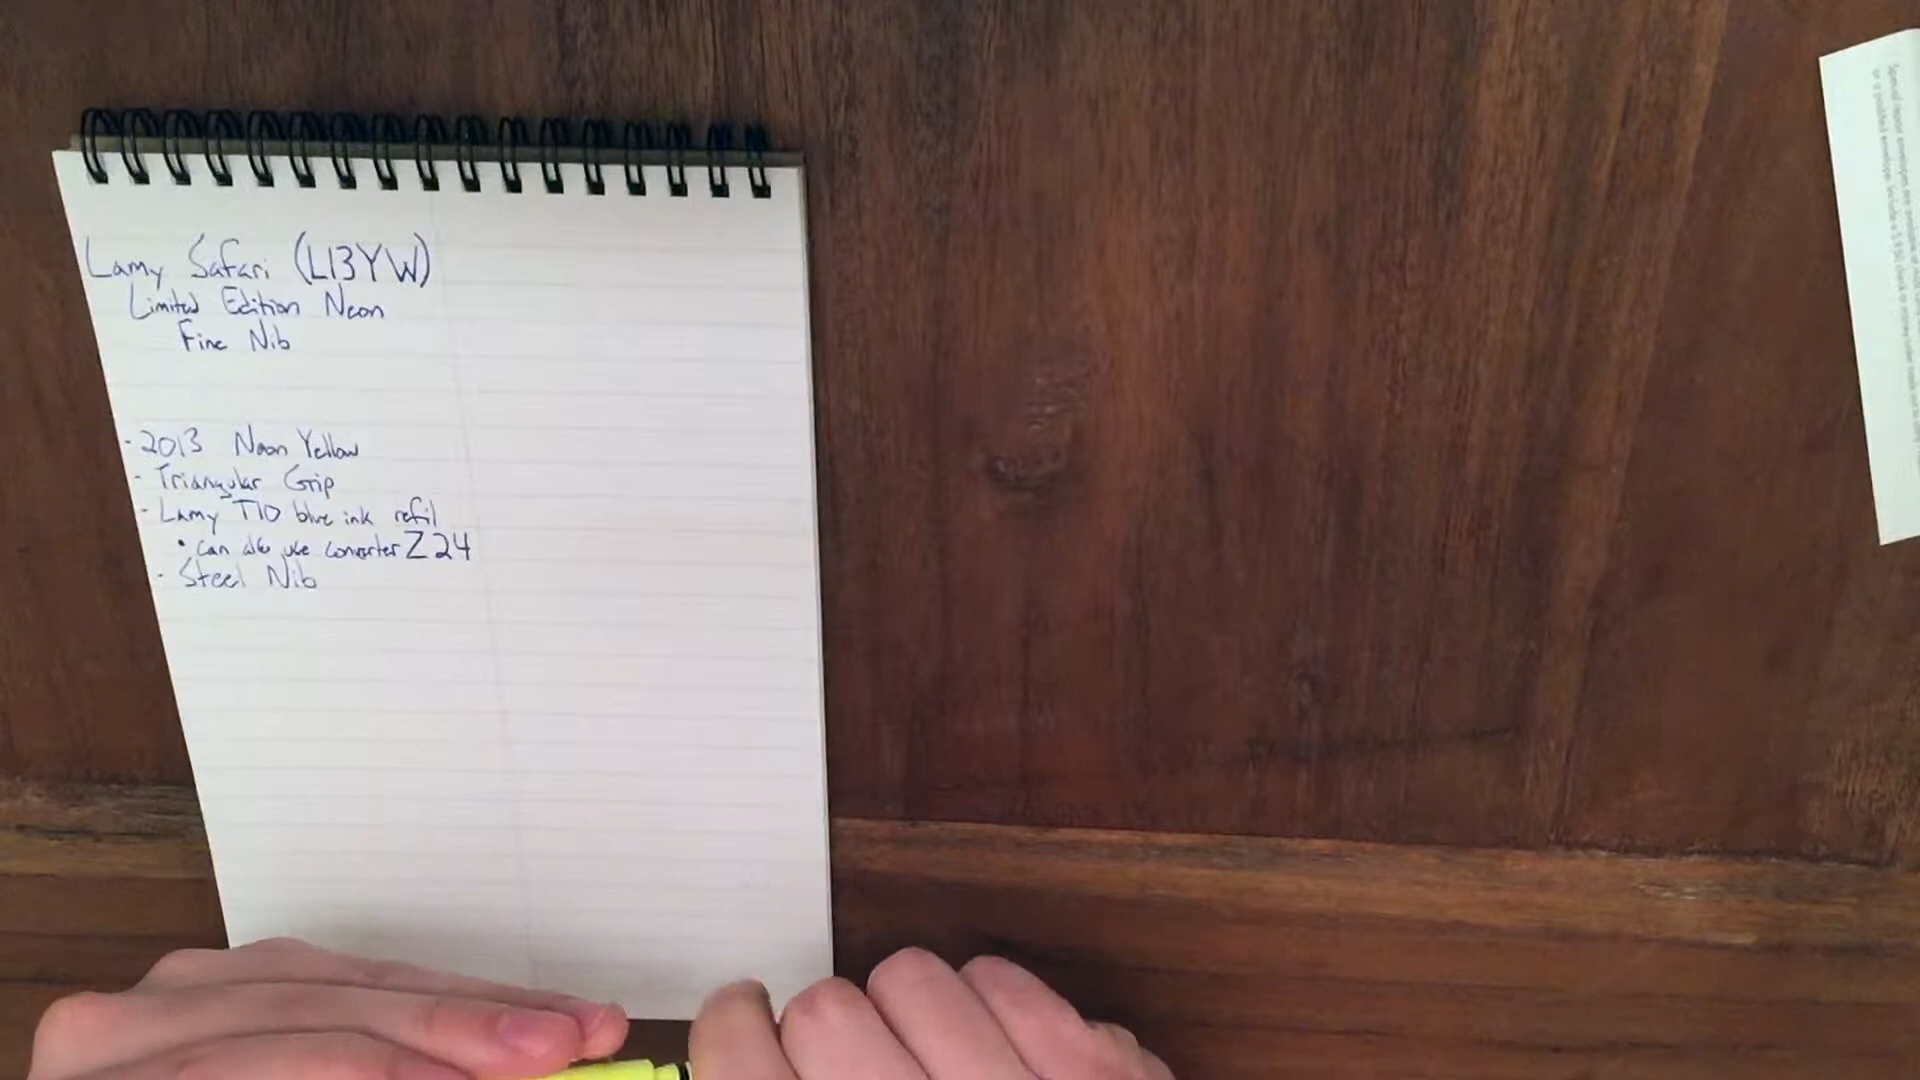 Lamy Safari (L13YW)
Limited Edition Neon
Fine Nib
- 2013 Neon Yellow
- Triangular Grip
- Lamy T10 blue ink refil
• can also use converter Z24
- Steel Nib